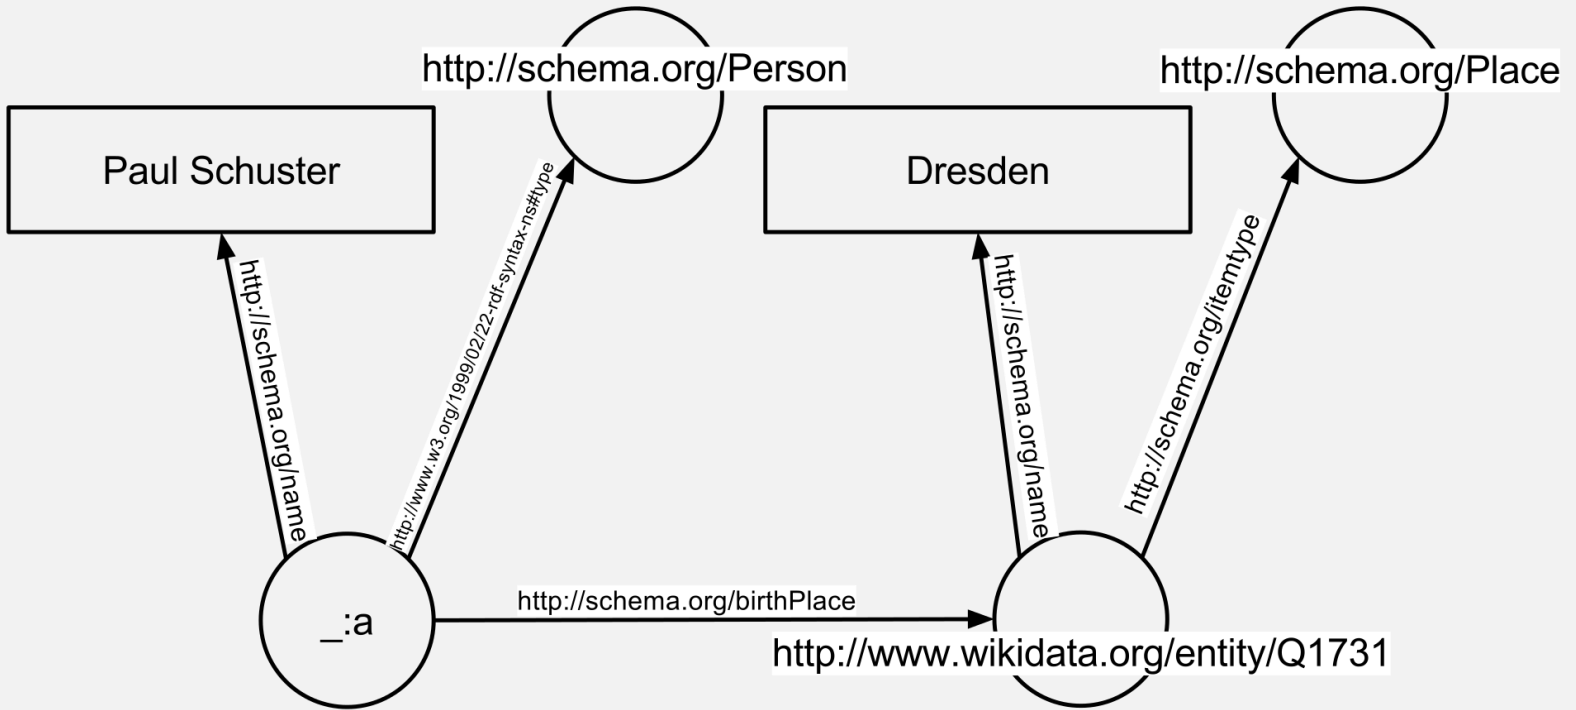 http://schema.org/Person
http://schema.org/Place
Paul Schuster
Dresden
http://schema.org/name
http://www.w3.org/1999/02/22-rdf-syntax-ns#type
http://schema.org/name
http://schema.org/itemtype
_:a
http://schema.org/birthPlace
http://www.wikidata.org/entity/Q1731